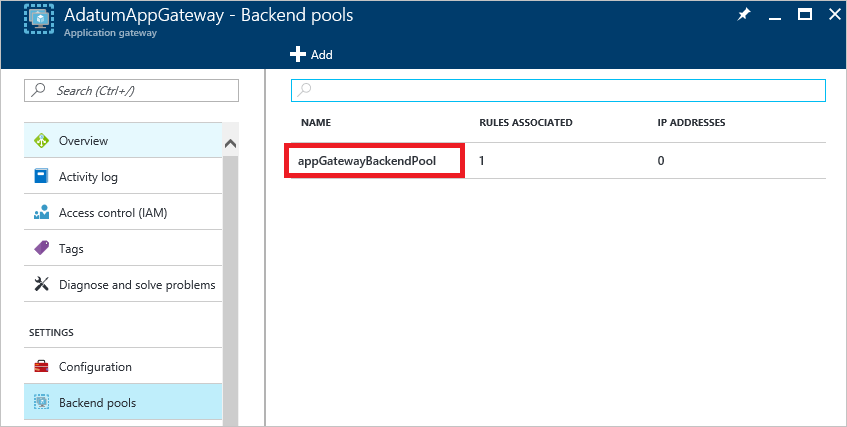 AdatumAppGateway - Backend pools
Application gateway
Add
Search (Ctrl+/)
Overview
Activity log
Access control (IAM)
Tags
Diagnose and solve problems
SETTINGS
Configuration
Backend pools
NAME RULES ASSOCIATED IP ADDRESSES
appGatewayBackendPool 1 0